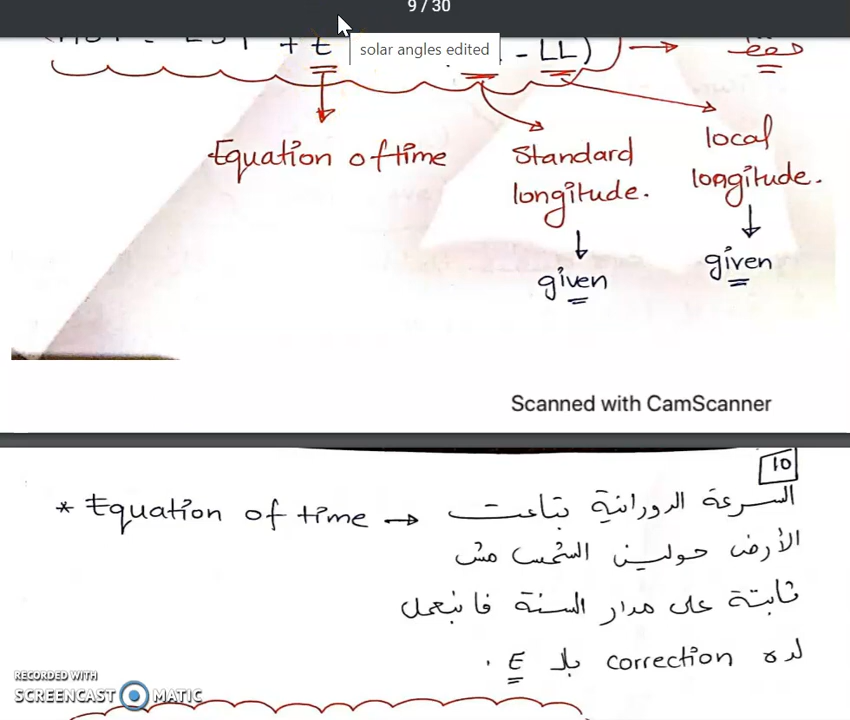 9 / 30
solar angles edited
+ E
- LL)
Equation of time
Standard longitude.
local longitude.
given
given
Scanned with CamScanner
10
* Equation of time → السرعة الدورانية بتاعت
الأرض حولين الشمس مش
ثابتة على مدار السنة فا بنعمل
لده correction بال E .
RECORDED WITH
SCREENCAST MATIC